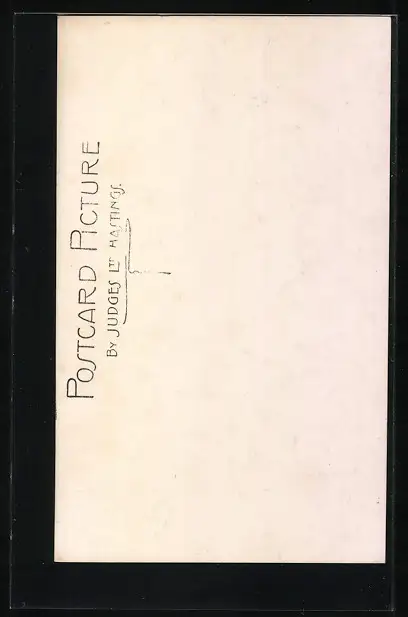 POSTCARD PICTURE
BY JUDGES LTD HASTINGS.